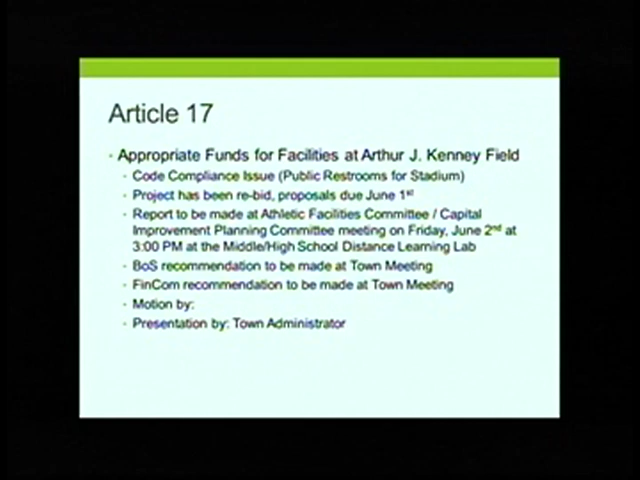 Article 17
· Appropriate Funds for Facilities at Arthur J. Kenney Field
· Code Compliance Issue (Public Restrooms for Stadium)
· Project has been re-bid, proposals due June 1st
· Report to be made at Athletic Facilities Committee / Capital
Improvement Planning Committee meeting on Friday, June 2nd at
3:00 PM at the Middle/High School Distance Learning Lab
· BoS recommendation to be made at Town Meeting
· FinCom recommendation to be made at Town Meeting
· Motion by:
· Presentation by: Town Administrator